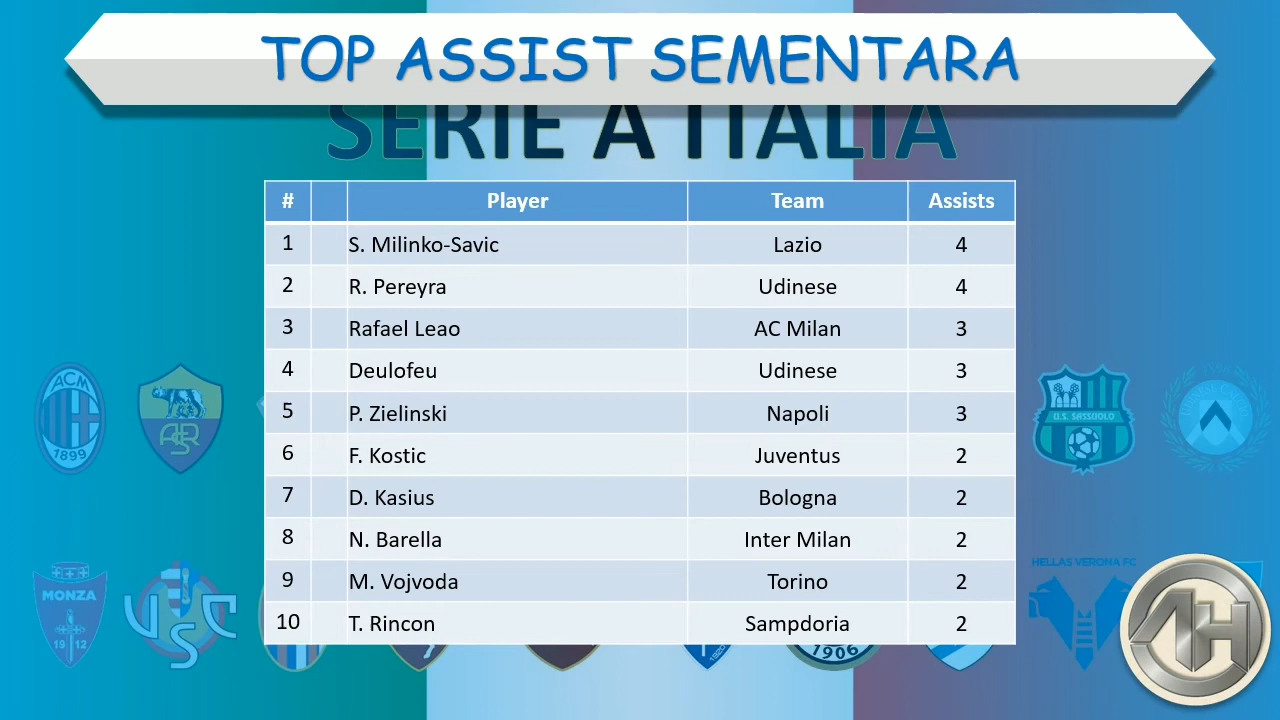 TOP ASSIST SEMENTARA
SERIE A ITALIA
# Player Team Assists
1 S. Milinko-Savic Lazio 4
2 R. Pereyra Udinese 4
3 Rafael Leao AC Milan 3
4 Deulofeu Udinese 3
5 P. Zielinski Napoli 3
6 F. Kostic Juventus 2
7 D. Kasius Bologna 2
8 N. Barella Inter Milan 2
9 M. Vojvoda Torino 2
10 T. Rincon Sampdoria 2
ACM
1899
ASR
U.S. SASSUOLO
MONZA
19 12
USC
1906
HELLAS VERONA FC
AH